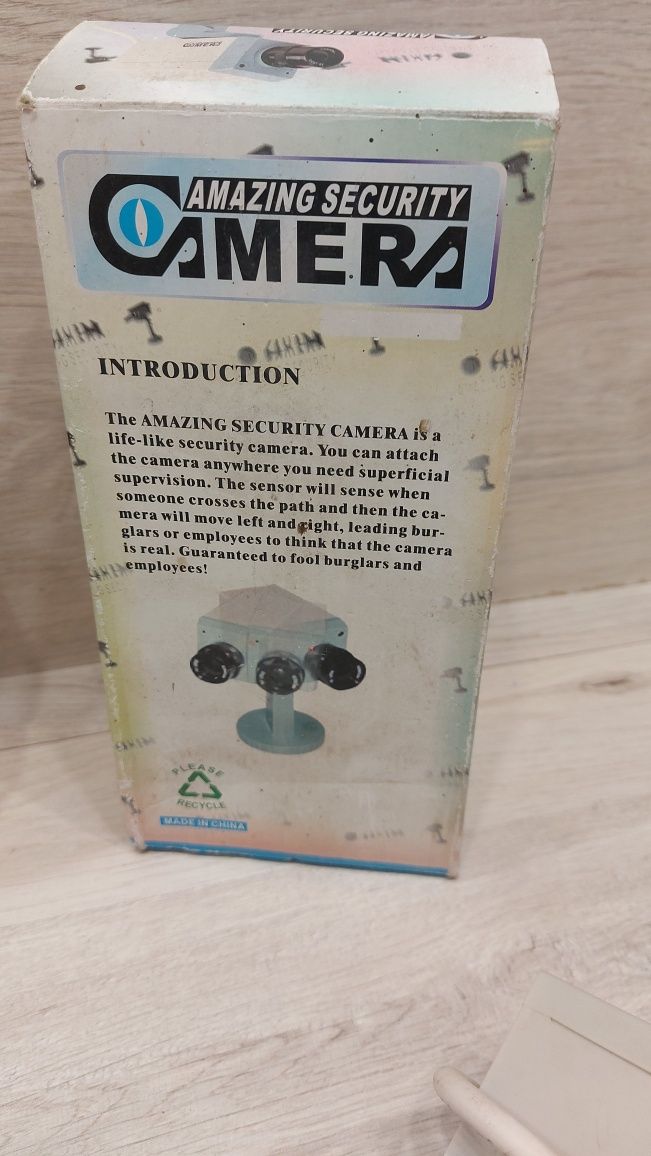 AMAZING SECURITY
AMAZING SECURITY
CAMERA
INTRODUCTION
The AMAZING SECURITY CAMERA is a
life-like security camera. You can attach
the camera anywhere you need superficial
supervision. The sensor will sense when
someone crosses the path and then the ca-
mera will move left and right, leading bur-
glars or employees to think that the camera
is real. Guaranteed to fool burglars and
employees!
PLEASE
RECYCLE
MADE IN CHINA